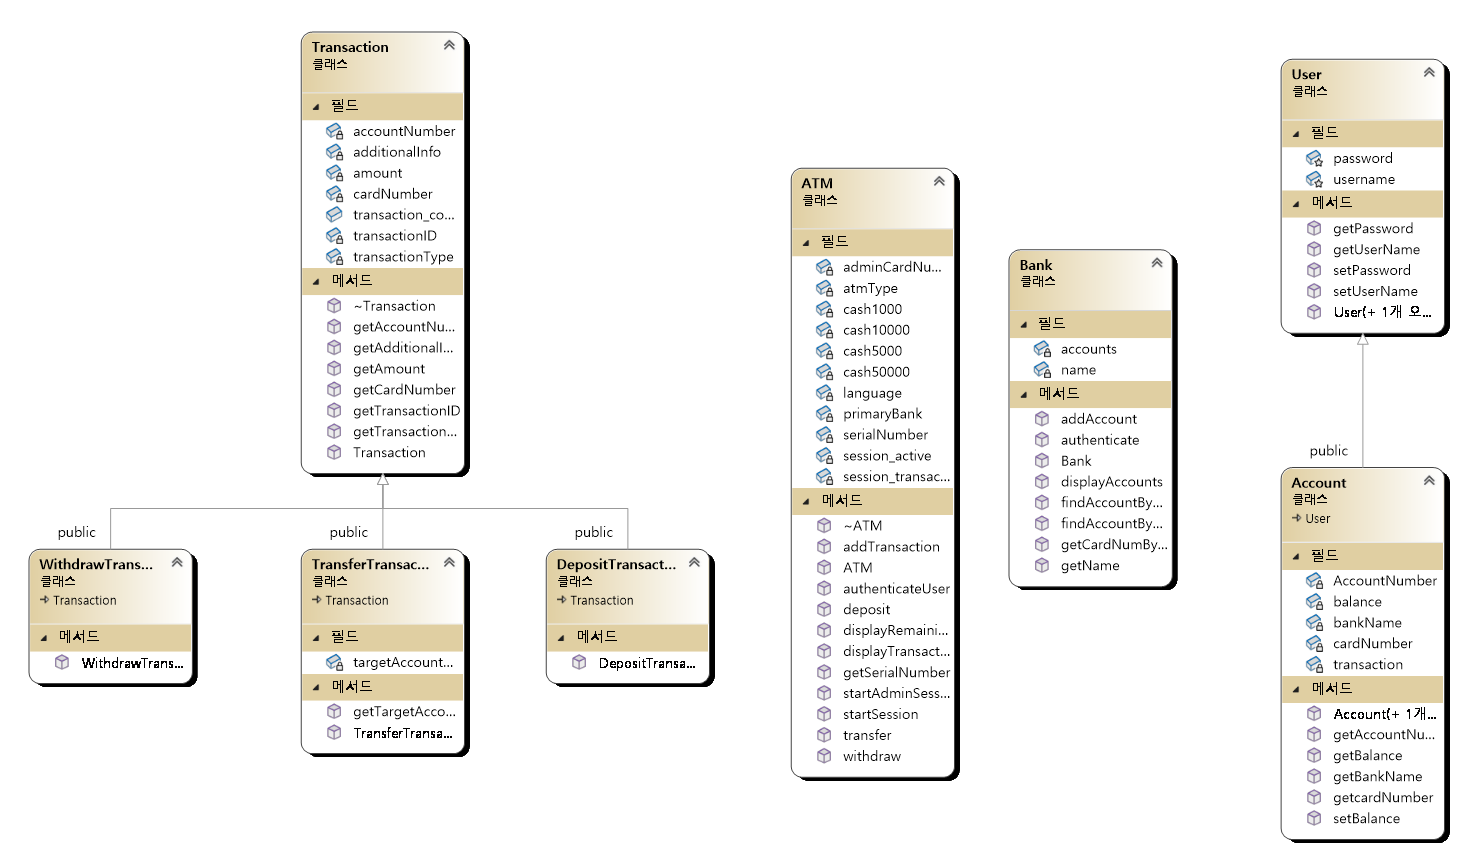 Transaction
클래스
필드
accountNumber
additionalInfo
amount
cardNumber
transaction_co...
transactionID
transactionType
메서드
~Transaction
getAccountNu...
getAdditionalI...
getAmount
getCardNumber
getTransactionID
getTransaction...
Transaction
public
public
public
WithdrawTrans...
클래스
Transaction
메서드
WithdrawTrans...
TransferTransac...
클래스
Transaction
필드
targetAccount...
메서드
getTargetAcco...
TransferTransa...
DepositTransact...
클래스
Transaction
메서드
DepositTransa...
ATM
클래스
필드
adminCardNu...
atmType
cash1000
cash10000
cash5000
cash50000
language
primaryBank
serialNumber
session_active
session_transac...
메서드
~ATM
addTransaction
ATM
authenticateUser
deposit
displayRemaini...
displayTransact...
getSerialNumber
startAdminSess...
startSession
transfer
withdraw
Bank
클래스
필드
accounts
name
메서드
addAccount
authenticate
Bank
displayAccounts
findAccountBy...
findAccountBy...
getCardNumBy...
getName
User
클래스
필드
password
username
메서드
getPassword
getUserName
setPassword
setUserName
User(+ 1개 오...
public
Account
클래스
User
필드
AccountNumber
balance
bankName
cardNumber
transaction
메서드
Account(+ 1개...
getAccountNu...
getBalance
getBankName
getcardNumber
setBalance